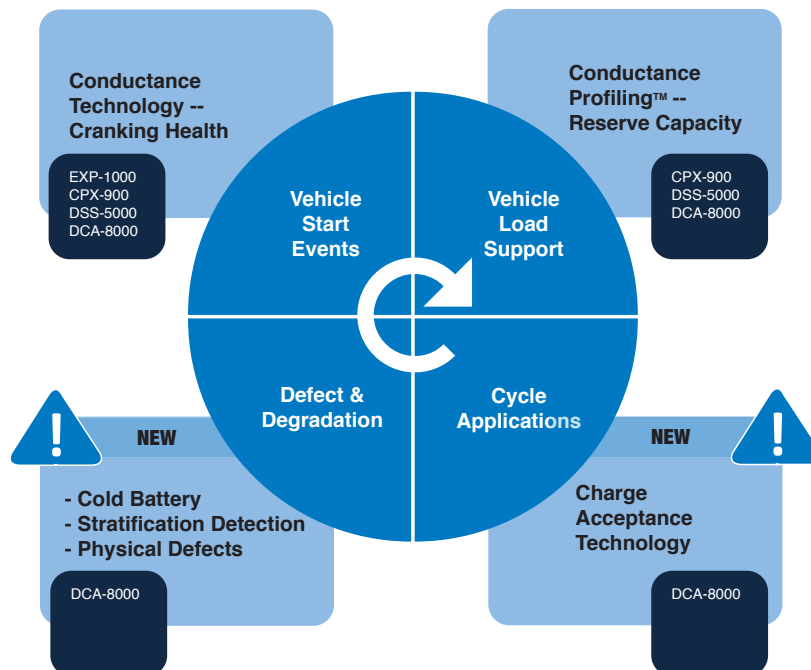 Conductance
Technology --
Cranking Health
EXP-1000
CPX-900
DSS-5000
DCA-8000
Conductance
Profiling™ --
Reserve Capacity
CPX-900
DSS-5000
DCA-8000
Vehicle
Start
Events
Vehicle
Load
Support
Defect &
Degradation
Cycle
Applications
!
NEW
- Cold Battery
- Stratification Detection
- Physical Defects
DCA-8000
!
NEW
Charge
Acceptance
Technology
DCA-8000